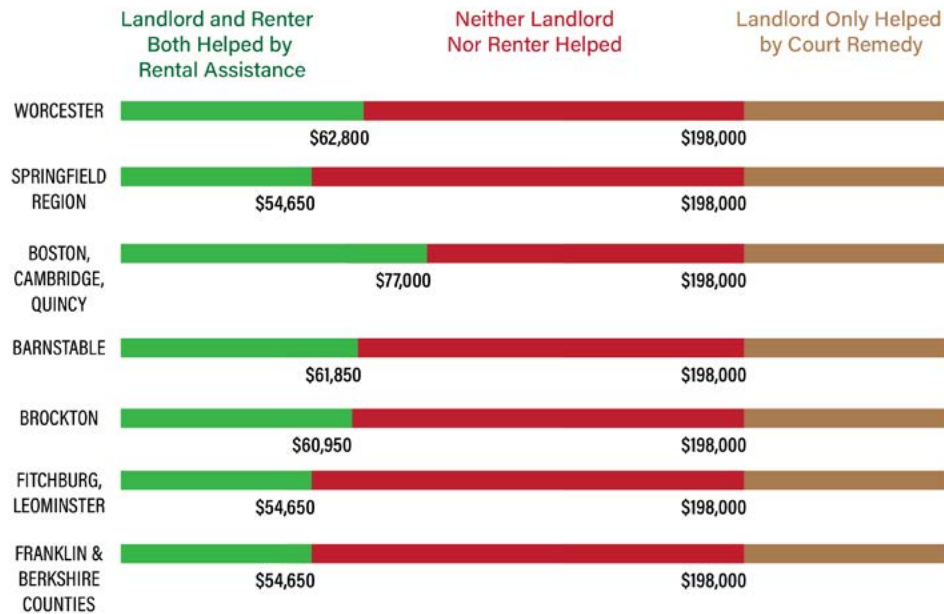 Landlord and Renter
Both Helped by
Rental Assistance
Neither Landlord
Nor Renter Helped
Landlord Only Helped
by Court Remedy
WORCESTER
$62,800
$198,000
SPRINGFIELD
REGION
$54,650
$198,000
BOSTON,
CAMBRIDGE,
QUINCY
$77,000
$198,000
BARNSTABLE
$61,850
$198,000
BROCKTON
$60,950
$198,000
FITCHBURG,
LEOMINSTER
$54,650
$198,000
FRANKLIN &
BERKSHIRE
COUNTIES
$54,650
$198,000